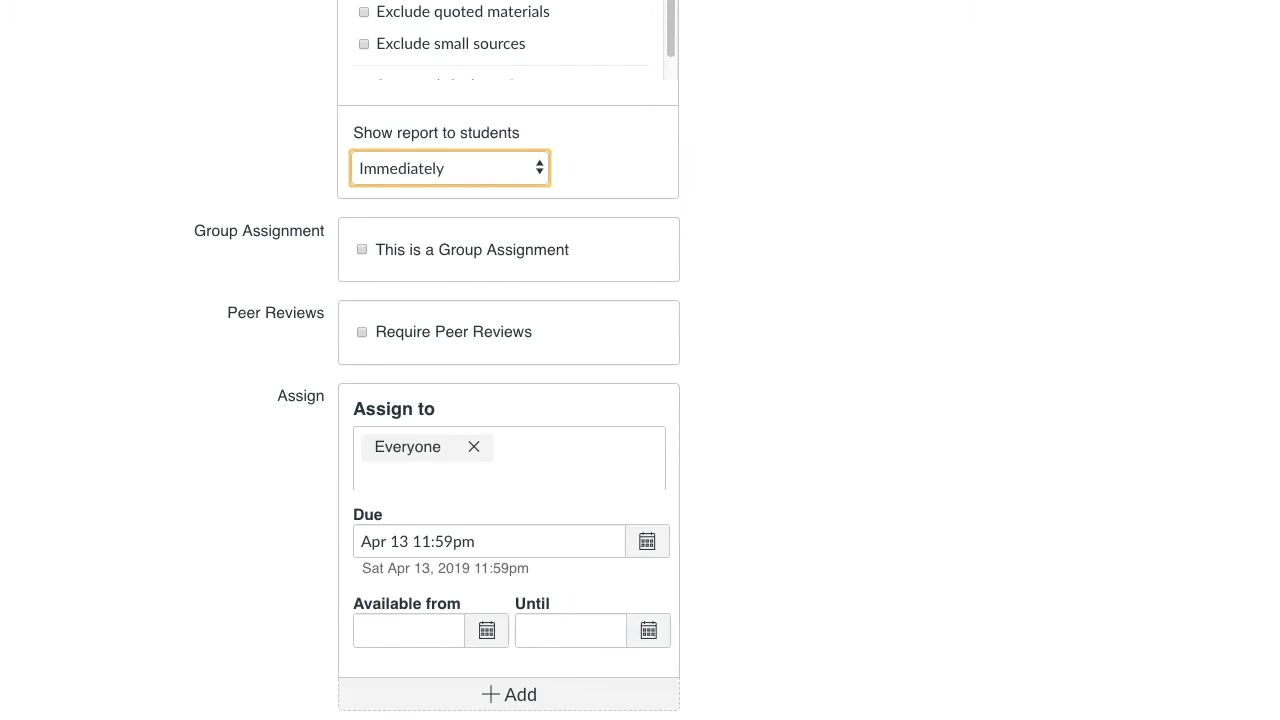 Exclude quoted materials
Exclude small sources
Show report to students
Immediately
Group Assignment
This is a Group Assignment
Peer Reviews
Require Peer Reviews
Assign
Assign to
Everyone
Due
Apr 13 11:59pm
Sat Apr 13, 2019 11:59pm
Available from Until
Add